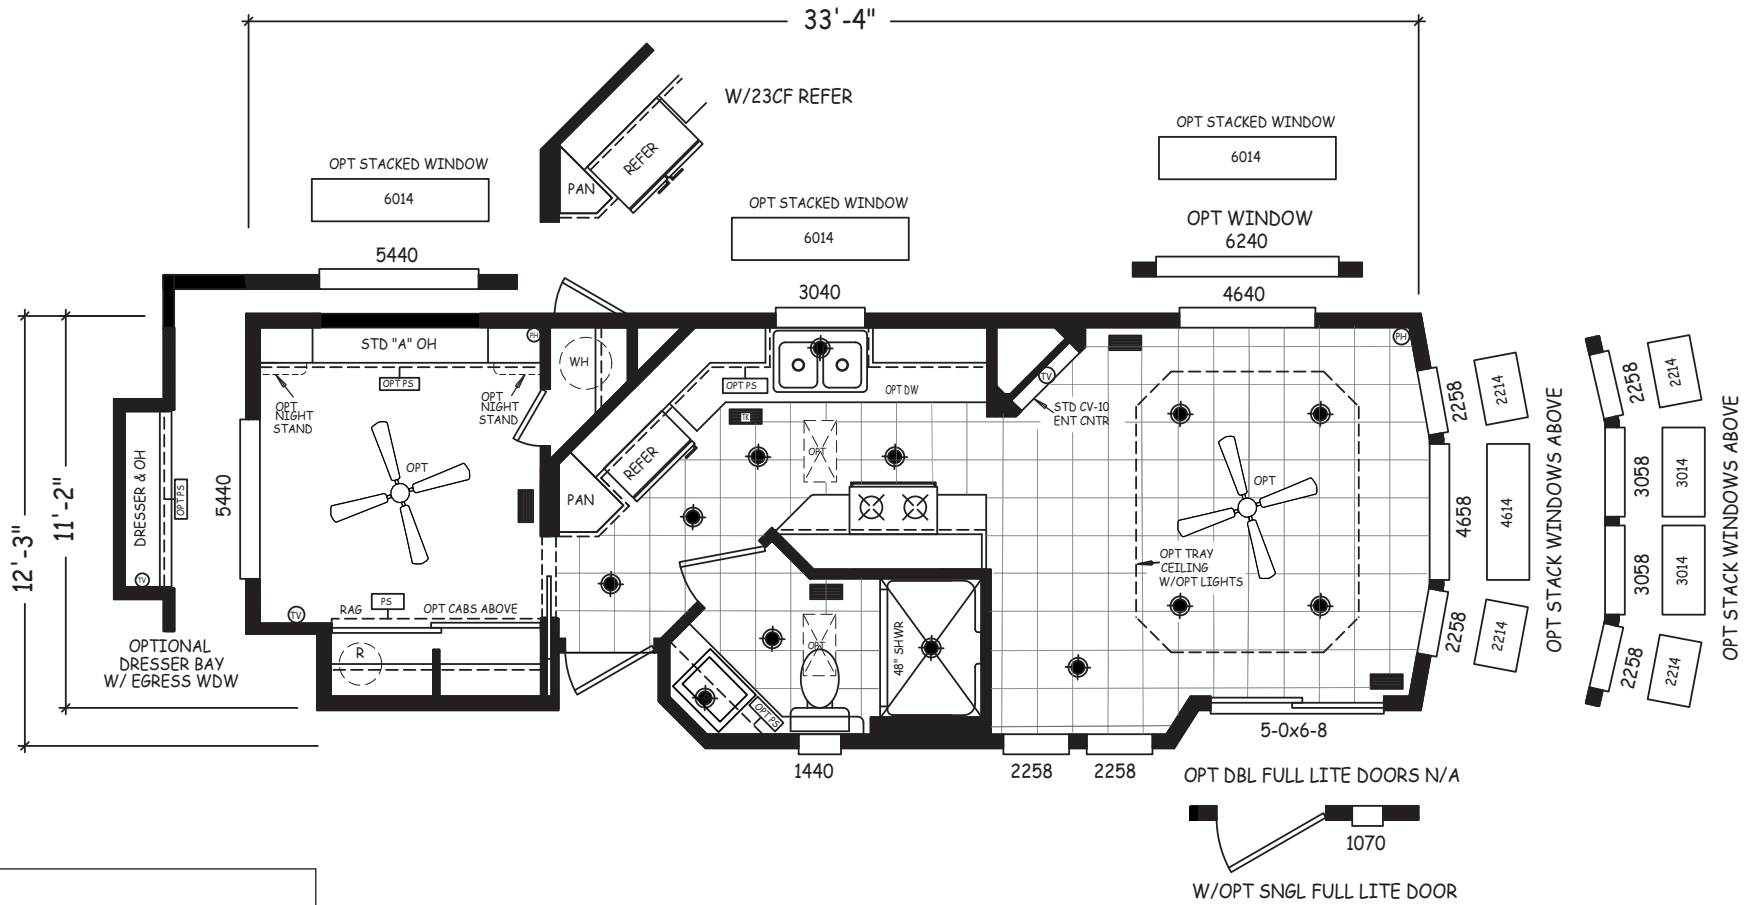 33'-4"
W/23CF REFER
REFER
PAN
OPT STACKED WINDOW
6014
OPT STACKED WINDOW
6014
OPT STACKED WINDOW
6014
OPT WINDOW
6240
5440
3040
4640
STD "A" OH
PH
WH
PH
OPT PS
OPT PS
OPT DW
TV
OPT
NIGHT
STAND
OPT
NIGHT
STAND
STD CV-10
ENT CNTR
OPT
OPT
OPT
REFER
PAN
DRESSER & OH
OPT PS
TV
5440
12'-3"
11'-2"
OPT TRAY
CEILING
W/OPT LIGHTS
TV
RAG
PS
OPT CABS ABOVE
R
OPT
48" SHWR
OPT PS
OPTIONAL
DRESSER BAY
W/ EGRESS WDW
1440
2258
2258
5-0x6-8
2258
2214
4658
4614
2258
2214
OPT STACK WINDOWS ABOVE
2258
2214
3058
3014
3058
3014
2258
2214
OPT STACK WINDOWS ABOVE
OPT DBL FULL LITE DOORS N/A
1070
W/OPT SNGL FULL LITE DOOR